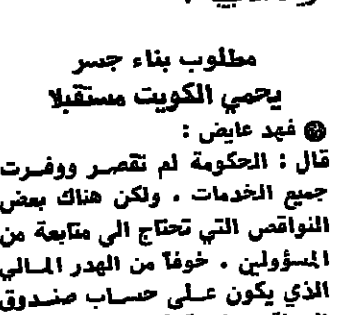 مطلوب بناء جسر
يحمي الكويت مستقبلا
فهد عايض :
قال : الحكومة لم تقصر ووفرت
جميع الخدمات . ولكن هناك بعض
النواقص التي تحتاج الى متابعة من
المسؤولين . خوفاً من الهدر المالي
الذي يكون على حساب صندوق